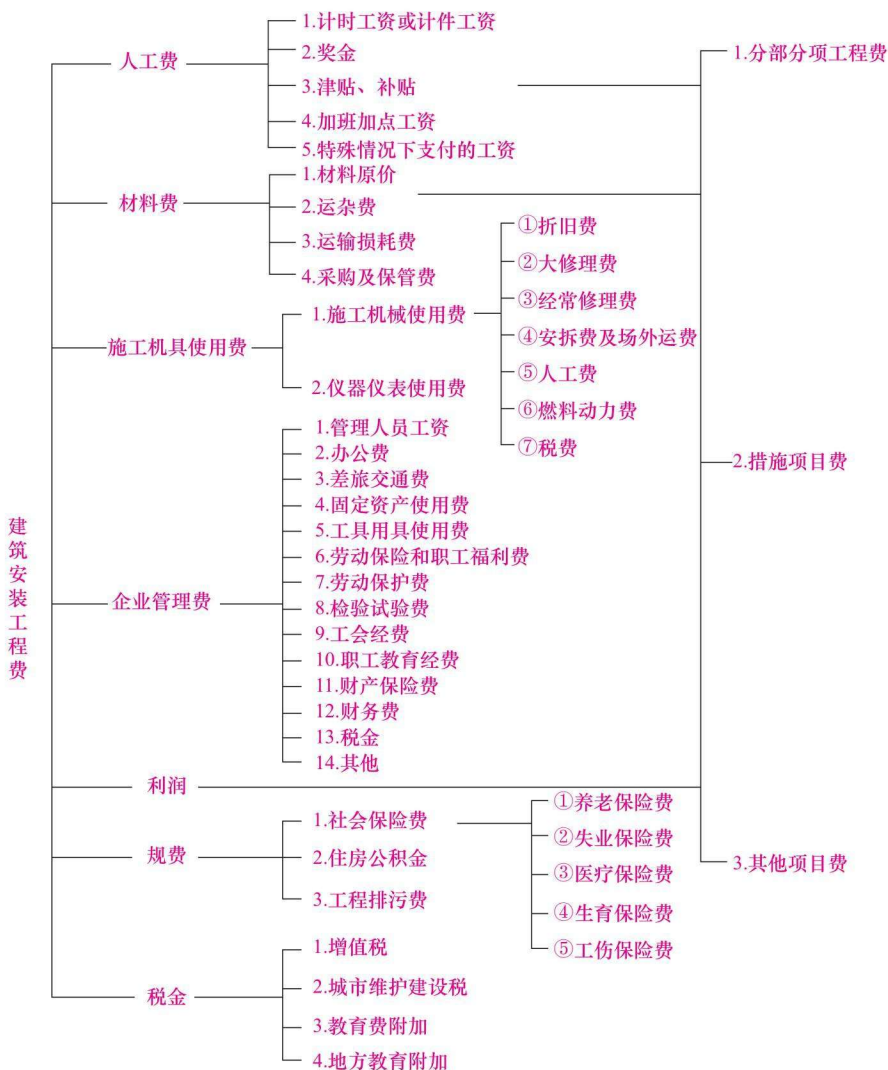 建筑安装工程费
人工费
1.计时工资或计件工资
2.奖金
3.津贴、补贴
4.加班加点工资
5.特殊情况下支付的工资
材料费
1.材料原价
2.运杂费
3.运输损耗费
4.采购及保管费
施工机具使用费
1.施工机械使用费
①折旧费
②大修理费
③经常修理费
④安拆费及场外运费
⑤人工费
⑥燃料动力费
⑦税费
2.仪器仪表使用费
企业管理费
1.管理人员工资
2.办公费
3.差旅交通费
4.固定资产使用费
5.工具用具使用费
6.劳动保险和职工福利费
7.劳动保护费
8.检验试验费
9.工会经费
10.职工教育经费
11.财产保险费
12.财务费
13.税金
14.其他
利润
规费
1.社会保险费
①养老保险费
②失业保险费
③医疗保险费
④生育保险费
⑤工伤保险费
2.住房公积金
3.工程排污费
税金
1.增值税
2.城市维护建设税
3.教育费附加
4.地方教育附加
1.分部分项工程费
2.措施项目费
3.其他项目费